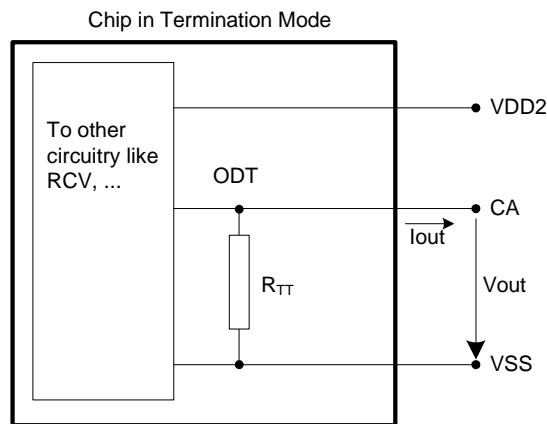 Chip in Termination Mode
VDD2
To other
circuitry like
RCV, ...
ODT
CA
Iout
RTT
Vout
VSS